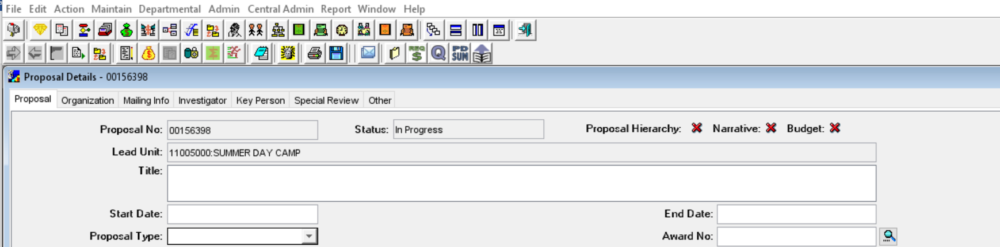 File Edit Action Maintain Departmental Admin Central Admin Report Window Help
REQ $ Q PD SUN
Proposal Details - 00156398
Proposal Organization Mailing Info Investigator Key Person Special Review Other
Proposal No: 00156398 Status: In Progress Proposal Hierarchy: Narrative: Budget:
Lead Unit: 11005000:SUMMER DAY CAMP
Title:
Start Date: End Date:
Proposal Type: Award No: